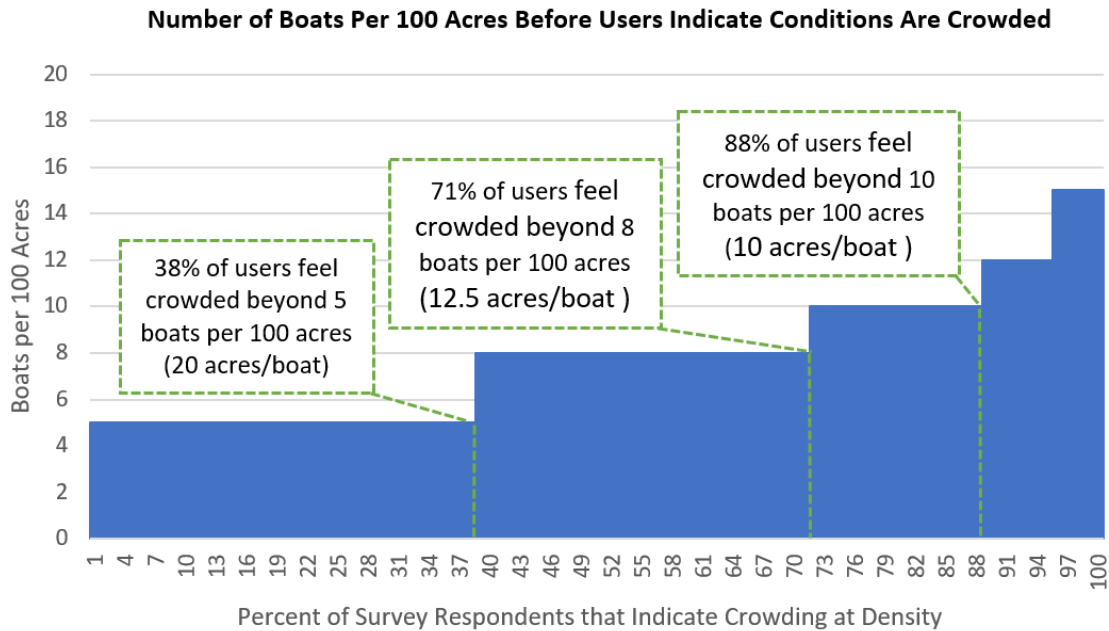 Number of Boats Per 100 Acres Before Users Indicate Conditions Are Crowded
20
18
16
14
12
10
8
6
4
2
0
Boats per 100 Acres
38% of users feel
crowded beyond 5
boats per 100 acres
(20 acres/boat)
71% of users feel
crowded beyond 8
boats per 100 acres
(12.5 acres/boat )
88% of users feel
crowded beyond 10
boats per 100 acres
(10 acres/boat )
1 4 7 10 13 16 19 22 25 28 31 34 37 40 43 46 49 52 55 58 61 64 67 70 73 76 79 82 85 88 91 94 97 100
Percent of Survey Respondents that Indicate Crowding at Density